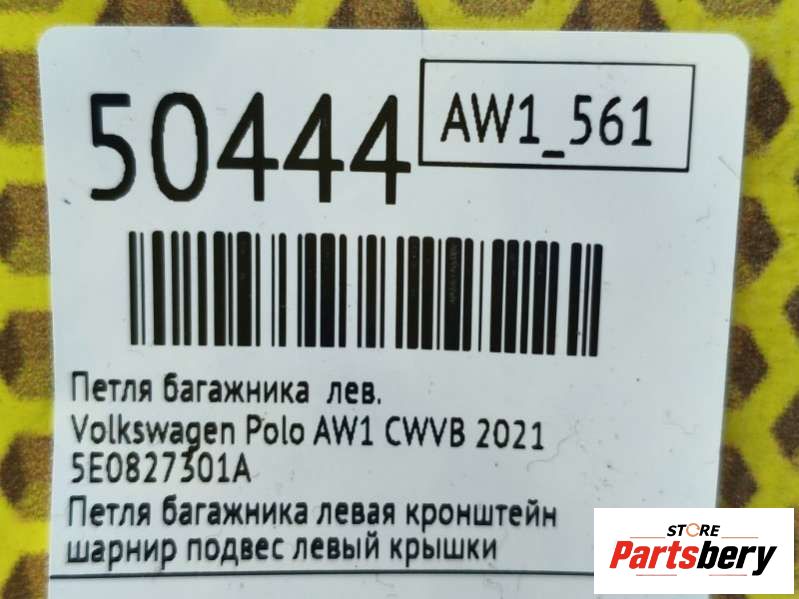 50444
AW1_561
Петля багажника лев.
Volkswagen Polo AW1 CWVB 2021
5E0827301A
Петля багажника левая кронштейн
шарнир подвес левый крышки
STORE
Partsbery